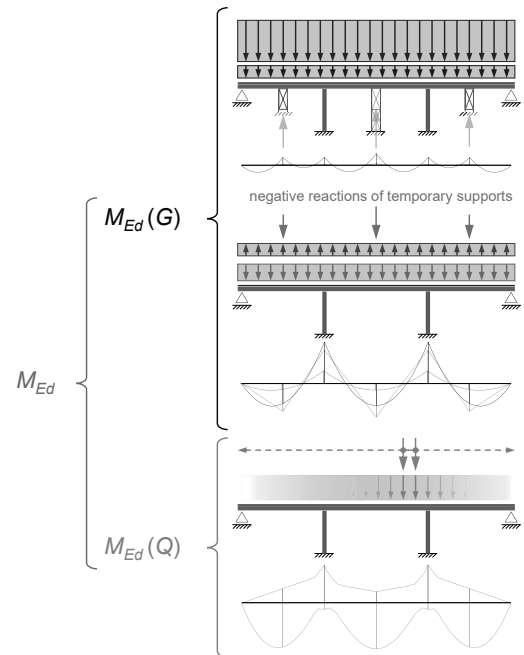 negative reactions of temporary supports
M_Ed (G)
M_Ed
M_Ed (Q)